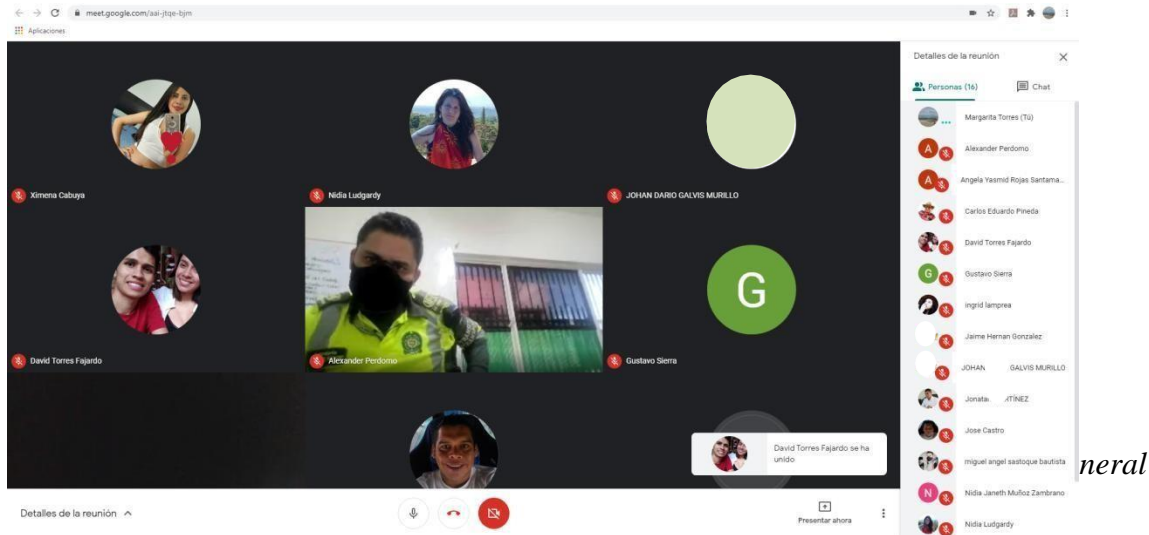 meet.google.com/aai-jtqe-bjm
Aplicaciones
Ximena Cabuya
Nidia Ludgardy
JOHAN DARIO GALVIS MURILLO
David Torres Fajardo
Alexander Perdomo
G
Gustavo Sierra
David Torres Fajardo se ha
unido
Detalles de la reunión
Presentar ahora
Detalles de la reunión
Personas (16)
Chat
Margarita Torres (Tú)
A
Alexander Perdomo
A
Angela Yasmid Rojas Santama...
Carlos Eduardo Pineda
David Torres Fajardo
G
Gustavo Sierra
ingrid lamprea
Jaime Hernan Gonzalez
JOHAN GALVIS MURILLO
Jose Castro
miguel angel sastoque bautista
N
Nidia Janeth Muñoz Zambrano
Nidia Ludgardy
neral